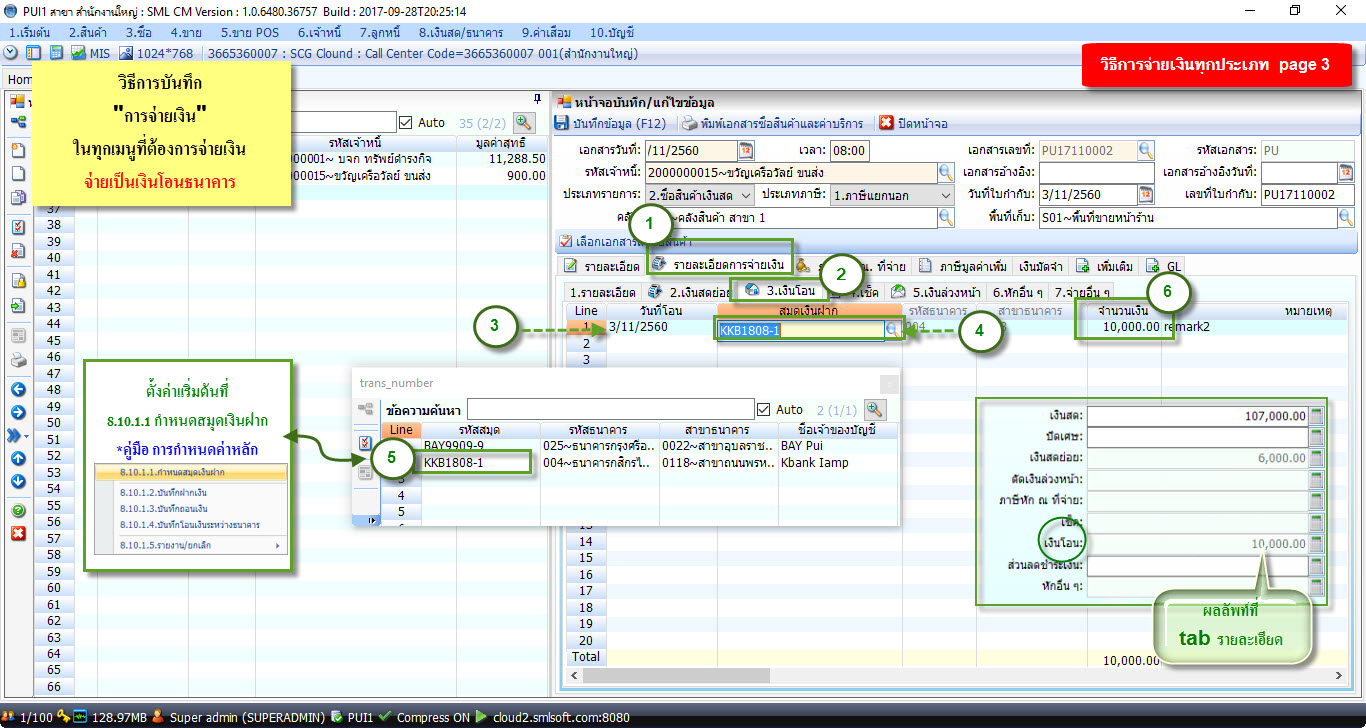 PUI1 สาขา สำนักงานใหญ่ : SML CM Version : 1.0.6480.36757 Build : 2017-09-28T20:25:14
1.เริ่มต้น 2.สินค้า 3.ซื้อ 4.ขาย 5.ขาย POS 6.เจ้าหนี้ 7.ลูกหนี้ 8.เงินสด/ธนาคาร 9.ค่าเสื่อม 10.บัญชี
MIS 1024*768 3665360007 : SCG Clound : Call Center Code=3665360007 001(สำนักงานใหญ่)
วิธีการจ่ายเงินทุกประเภท page 3
Hom
วิธีการบันทึก
"การจ่ายเงิน"
ในทุกเมนูที่ต้องการจ่ายเงิน
จ่ายเป็นเงินโอนธนาคาร
Auto 35 (2/2)
รหัสเจ้าหนี้ มูลค่าสุทธิ
000001~ บจก ทรัพย์ดำรงกิจ 11,288.50
0000015~ขวัญเครือวัลย์ ขนส่ง 900.00
37
38
39
40
41
42
43
44
45
46
47
48
49
50
51
52
53
54
55
56
57
58
59
60
61
62
63
64
65
66
หน้าจอบันทึก/แก้ไขข้อมูล
บันทึกข้อมูล (F12) พิมพ์เอกสารซื้อสินค้าและค่าบริการ ปิดหน้าจอ
เอกสารวันที่: /11/2560 เวลา: 08:00 เอกสารเลขที่: PU17110002 รหัสเอกสาร: PU
รหัสเจ้าหนี้: 2000000015~ขวัญเครือวัลย์ ขนส่ง เอกสารอ้างอิง: เอกสารอ้างอิงวันที่:
ประเภทรายการ: 2.ซื้อสินค้าเงินสด ประเภทภาษี: 1.ภาษีแยกนอก วันที่ใบกำกับ: 3/11/2560 เลขที่ใบกำกับ: PU17110002
~คลังสินค้า สาขา 1 พื้นที่เก็บ: S01~พื้นที่ขายหน้าร้าน
1
รายละเอียด รายละเอียดการจ่ายเงิน ณ. ที่จ่าย ภาษีมูลค่าเพิ่ม เงินมัดจำ เพิ่มเติม GL
2
1.รายละเอียด 2.เงินสดย่อย 3.เงินโอน เช็ค 5.เงินล่วงหน้า 6.หักอื่น ๆ 7.จ่ายอื่น ๆ
6
Line วันที่โอน สมุดเงินฝาก รหัสธนาคาร สาขาธนาคาร จำนวนเงิน หมายเหตุ
1 3/11/2560 KKB1808-1 10,000.00 remark2
3
4
2
3
trans_number
ข้อความค้นหา Auto 2 (1/1)
Line รหัสสมุด รหัสธนาคาร สาขาธนาคาร ชื่อเจ้าของบัญชี
BAY9909-9 025~ธนาคารกรุงศรีอ... 0022~สาขาอุบลราช... BAY Pui
KKB1808-1 004~ธนาคารกสิกรไ... 0118~สาขาถนนพรห... Kbank Iamp
5
3
4
5
14
15
16
17
18
19
20
Total 10,000.00
ตั้งค่าเริ่มต้นที่
8.10.1.1 กำหนดสมุดเงินฝาก
*คู่มือ การกำหนดค่าหลัก
8.10.1.1.กำหนดสมุดเงินฝาก
8.10.1.2.บันทึกฝากเงิน
8.10.1.3.บันทึกถอนเงิน
8.10.1.4.บันทึกโอนเงินระหว่างธนาคาร
8.10.1.5.รายงาน/ยกเลิก
เงินสด: 107,000.00
ปัดเศษ:
เงินสดย่อย: 6,000.00
ตัดเงินล่วงหน้า:
ภาษีหัก ณ ที่จ่าย:
เช็ค:
เงินโอน: 10,000.00
ส่วนลดชำระเงิน:
หักอื่น ๆ:
ผลลัพท์ที่
tab รายละเอียด
1/100 128.97MB Super admin (SUPERADMIN) PUI1 Compress ON cloud2.smlsoft.com:8080